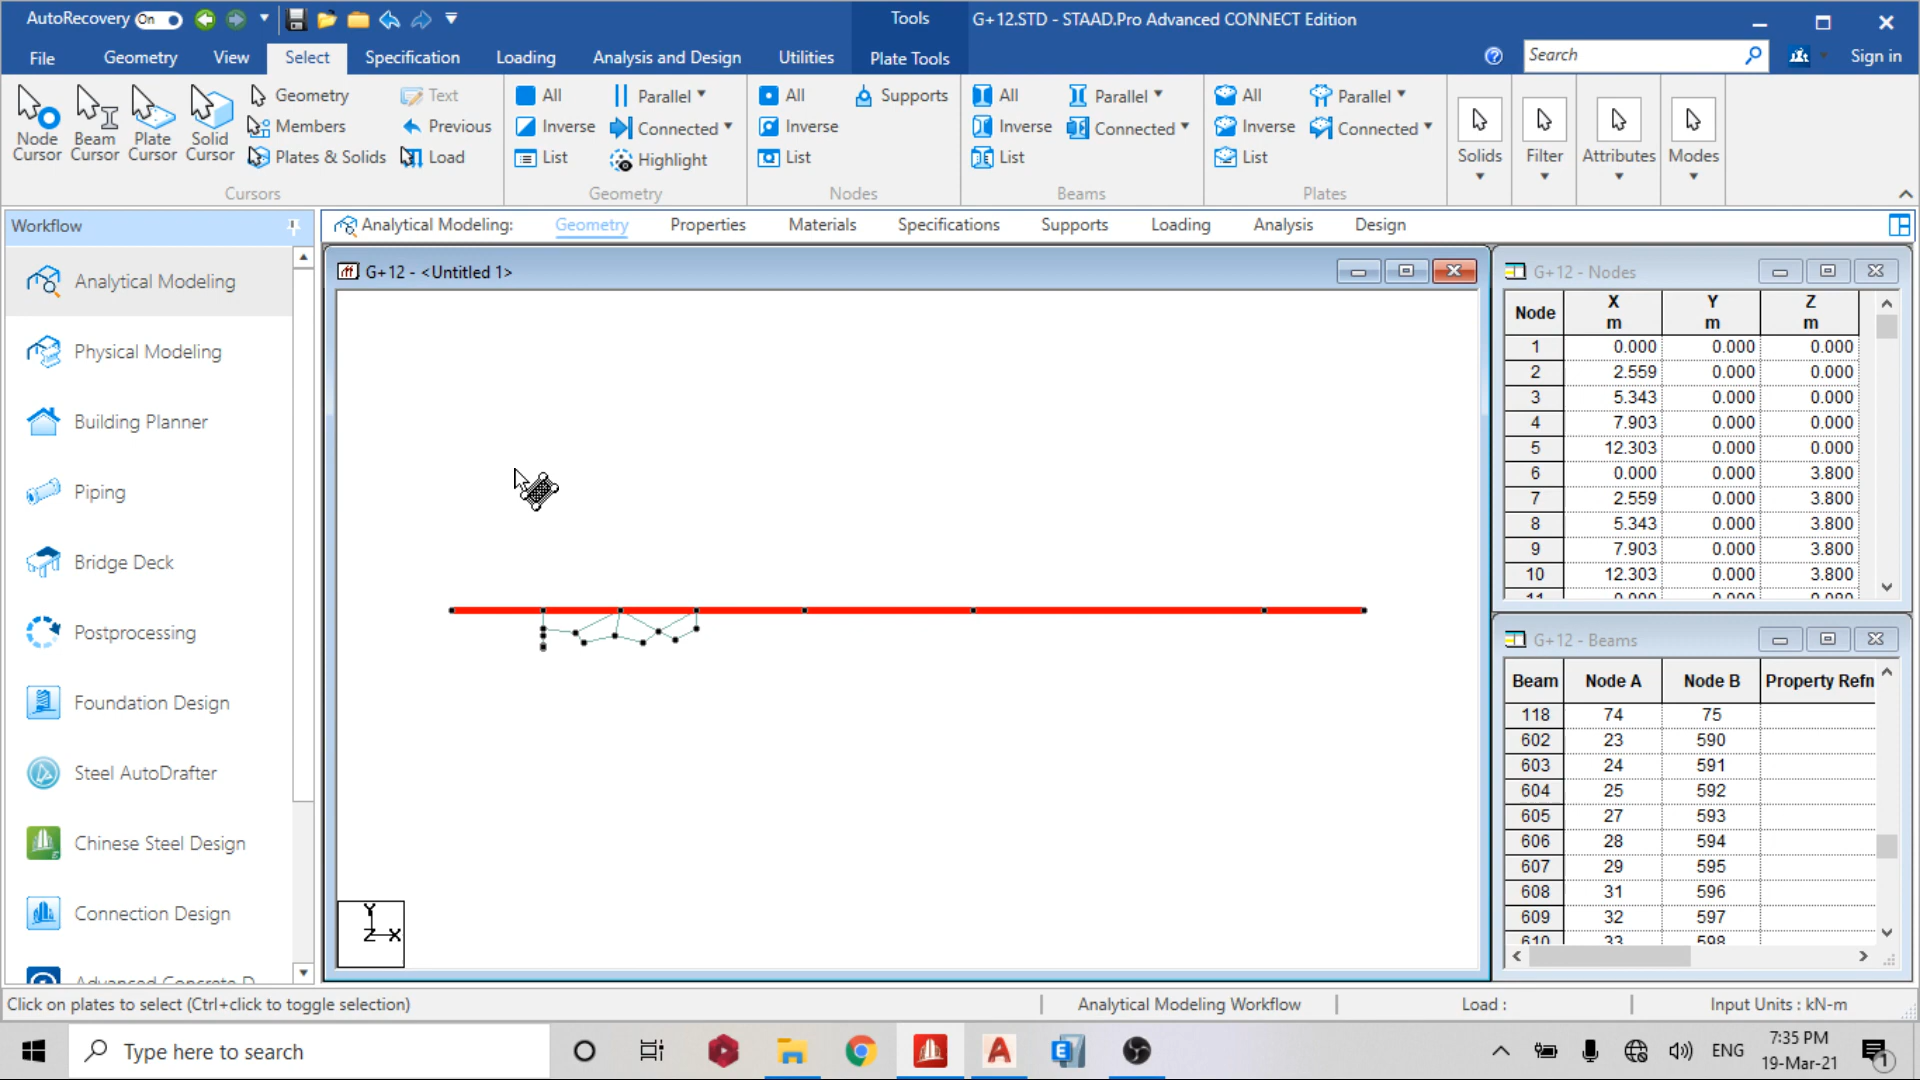 AutoRecovery On
Tools
G+12.STD - STAAD.Pro Advanced CONNECT Edition
File Geometry View Select Specification Loading Analysis and Design Utilities Plate Tools
Search Sign in
Node Cursor
Beam Cursor
Plate Cursor
Solid Cursor
Geometry Text
Members Previous
Plates & Solids Load
Cursors
All Parallel
Inverse Connected
List Highlight
Geometry
All Supports
Inverse
List
Nodes
All Parallel
Inverse Connected
List
Beams
All Parallel
Inverse Connected
List
Plates
Solids Filter Attributes Modes
Workflow
Analytical Modeling: Geometry Properties Materials Specifications Supports Loading Analysis Design
Analytical Modeling
Physical Modeling
Building Planner
Piping
Bridge Deck
Postprocessing
Foundation Design
Steel AutoDrafter
Chinese Steel Design
Connection Design
G+12 - <Untitled 1>
Y
Z X
G+12 - Nodes
Node X m Y m Z m
1 0.000 0.000 0.000
2 2.559 0.000 0.000
3 5.343 0.000 0.000
4 7.903 0.000 0.000
5 12.303 0.000 0.000
6 0.000 0.000 3.800
7 2.559 0.000 3.800
8 5.343 0.000 3.800
9 7.903 0.000 3.800
10 12.303 0.000 3.800
G+12 - Beams
Beam Node A Node B Property Refn
118 74 75
602 23 590
603 24 591
604 25 592
605 27 593
606 28 594
607 29 595
608 31 596
609 32 597
610 33 598
Click on plates to select (Ctrl+click to toggle selection) Analytical Modeling Workflow Load : Input Units : kN-m
Type here to search
ENG
7:35 PM
19-Mar-21
1